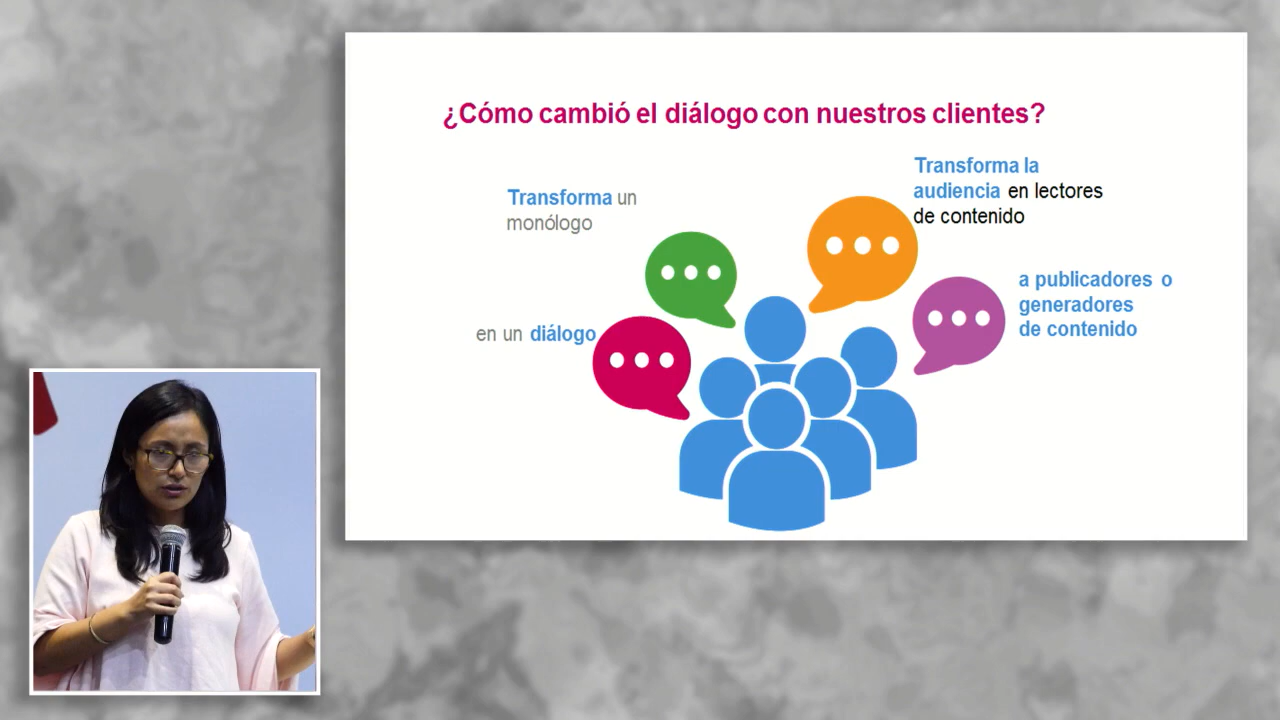 ¿Cómo cambió el diálogo con nuestros clientes?
Transforma un
monólogo
en un diálogo
Transforma la
audiencia en lectores
de contenido
a publicadores o
generadores
de contenido